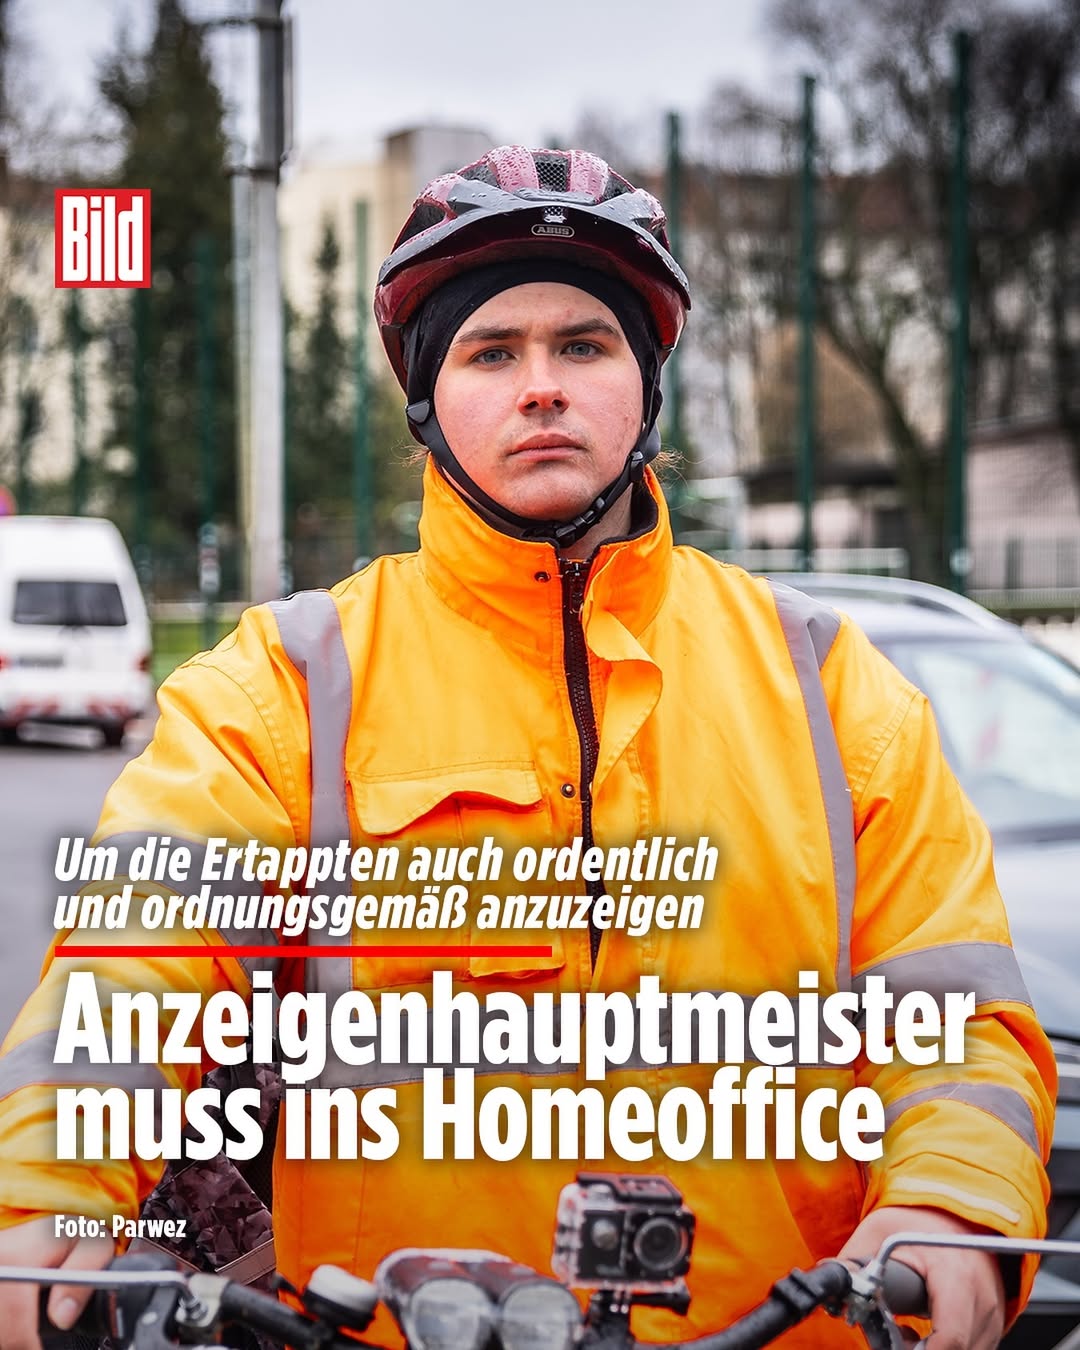 Bild
ABUS
Um die Ertappten auch ordentlich
und ordnungsgemäß anzuzeigen
Anzeigenhauptmeister
muss ins Homeoffice
Foto: Parwez